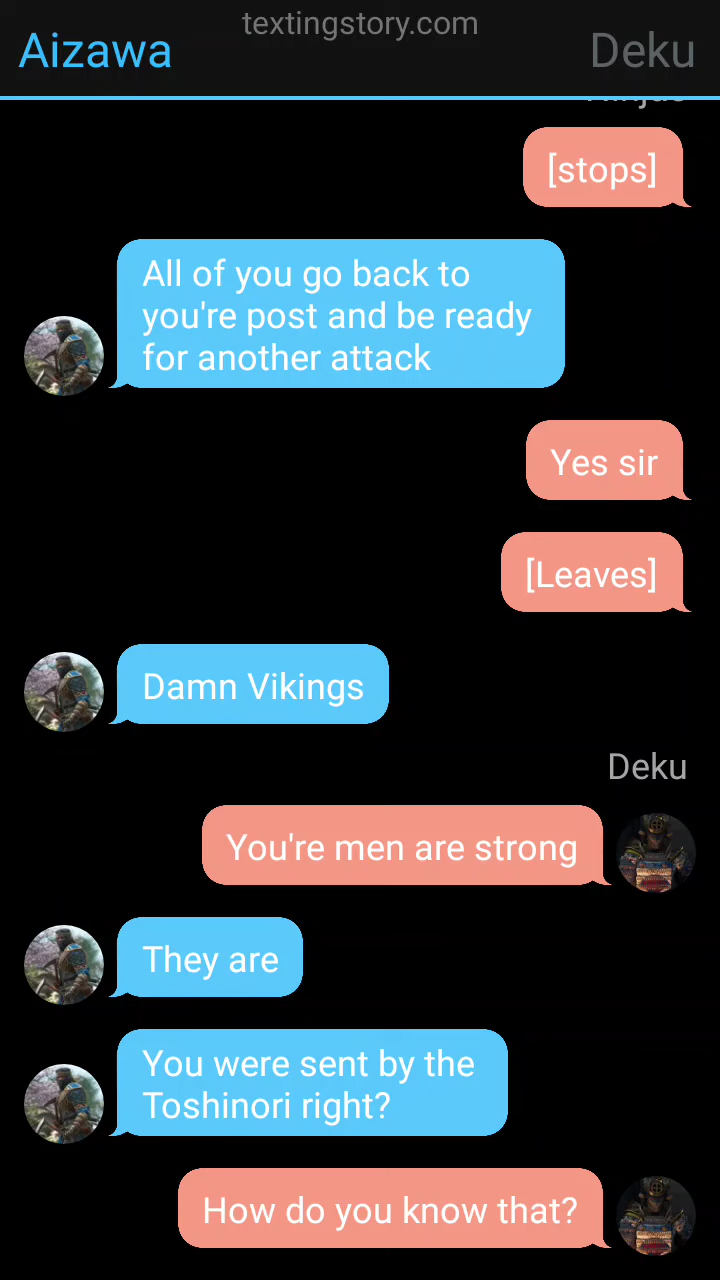 textingstory.com
Aizawa
Deku
[stops]
All of you go back to
you're post and be ready
for another attack
Yes sir
[Leaves]
Damn Vikings
Deku
You're men are strong
They are
You were sent by the
Toshinori right?
How do you know that?